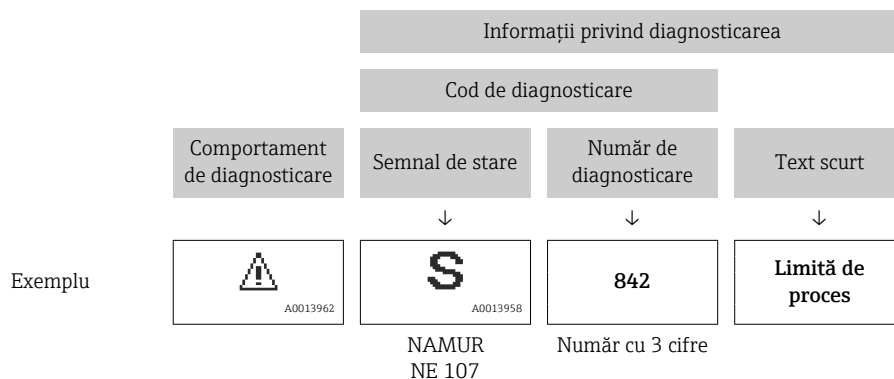 Informații privind diagnosticarea
Cod de diagnosticare
Comportament
de diagnosticare
Semnal de stare
Număr de
diagnosticare
Text scurt
↓
↓
↓
Exemplu
A0013962
S
A0013958
842
Limită de
proces
NAMUR
NE 107
Număr cu 3 cifre